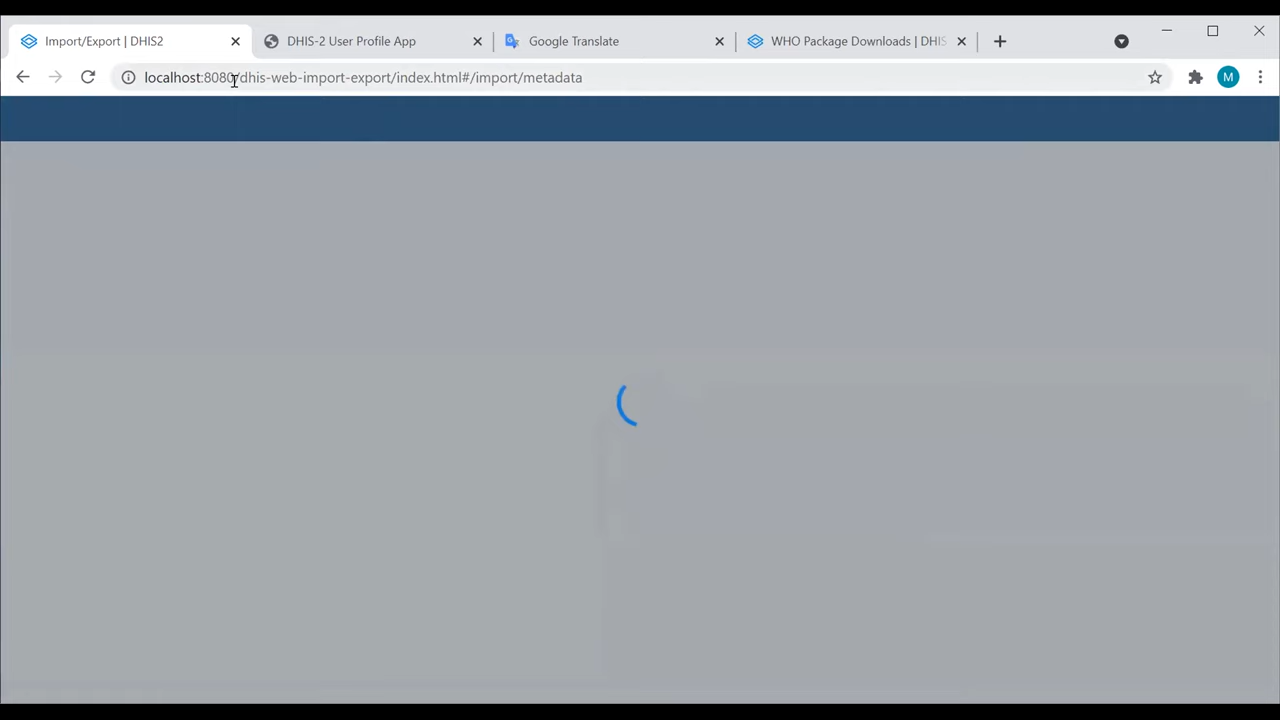 Import/Export | DHIS2
DHIS-2 User Profile App
Google Translate
WHO Package Downloads | DHIS
localhost:8080/dhis-web-import-export/index.html#/import/metadata
M